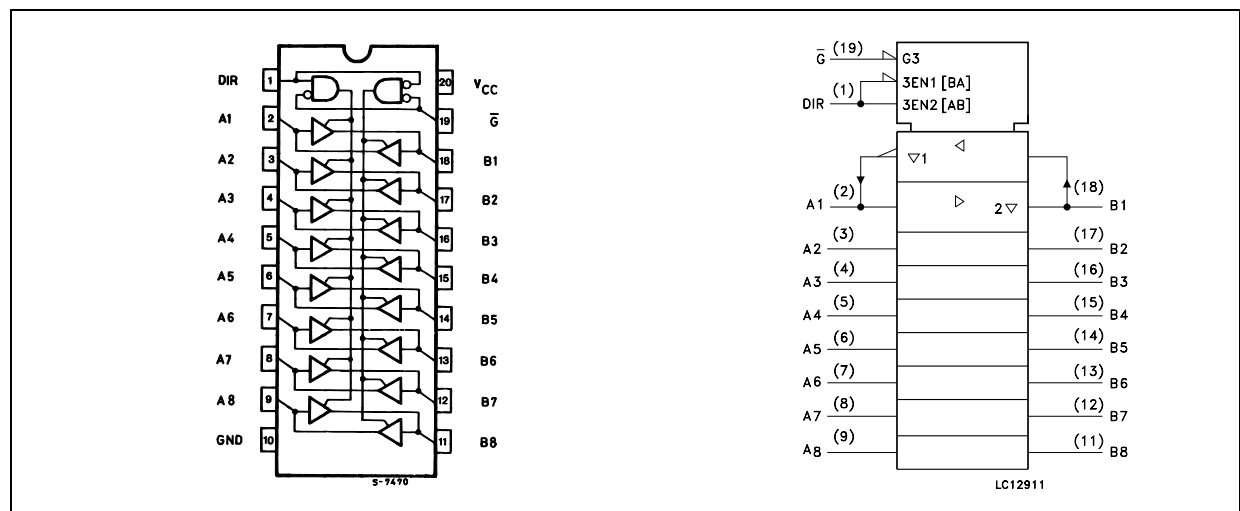 DIR 1 20 VCC
A1 2 19 G̅
A2 3 18 B1
A3 4 17 B2
A4 5 16 B3
A5 6 15 B4
A6 7 14 B5
A7 8 13 B6
A8 9 12 B7
GND 10 11 B8
S-7470
G̅ (19) G3
3EN1 [BA]
DIR (1) 3EN2 [AB]
▽1 ◁
A1 (2) ▷ 2▽ (18) B1
A2 (3) (17) B2
A3 (4) (16) B3
A4 (5) (15) B4
A5 (6) (14) B5
A6 (7) (13) B6
A7 (8) (12) B7
A8 (9) (11) B8
LC12911